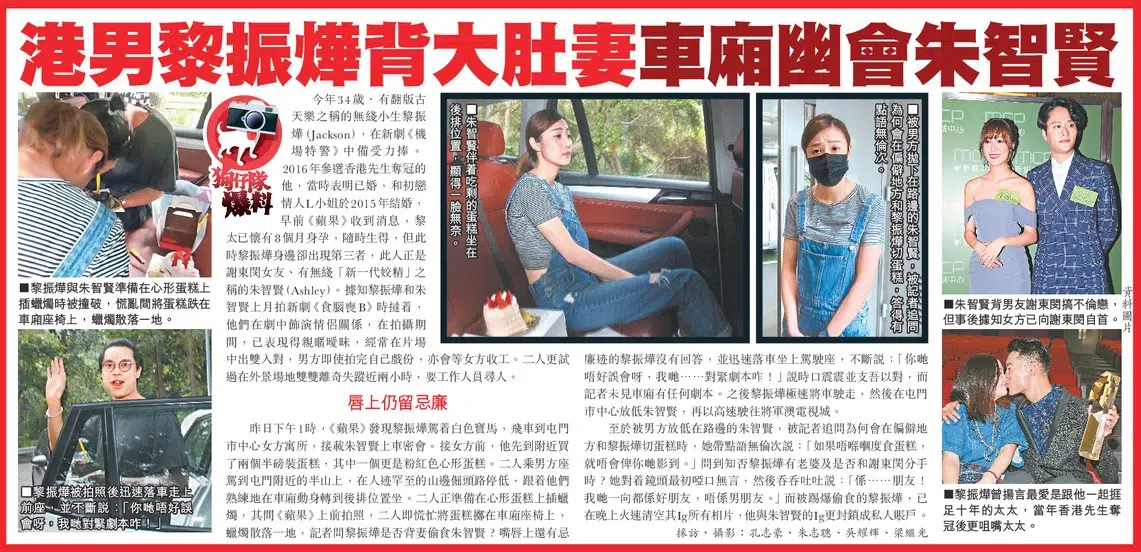 港男黎振燁背大肚妻車廂幽會朱智賢
狗仔隊
爆料
■黎振燁與朱智賢準備在心形蛋糕上
插蠟燭時被撞破，慌亂間將蛋糕跌在
車廂座椅上，蠟燭散落一地。
■黎振燁被拍照後迅速落車走上
前座，並不斷說：「你哋唔好誤
會呀，我哋對緊劇本咋！」
今年34歲、有翻版古
天樂之稱的無綫小生黎振
燁(Jackson)，在新劇《機
場特警》中備受力捧。
2016年參選香港先生奪冠的
他，當時表明已婚，和初戀
情人L小姐於2015年結婚，
早前《蘋果》收到消息，黎
太已懷有8個月身孕，隨時生得，但此
時黎振燁身邊卻出現第三者，此人正是
謝東閔女友、有無綫「新一代姣精」之
稱的朱智賢(Ashley)。據知黎振燁和朱
智賢上月拍新劇《食腦喪B》時撻着，
他們在劇中飾演情侶關係，在拍攝期
間，已表現得親暱曖昧，經常在片場
中出雙入對，男方即使拍完自己戲份，亦會等女方收工。二人更試
過在外景場地雙雙離奇失蹤近兩小時，要工作人員尋人。
唇上仍留忌廉
昨日下午1時，《蘋果》發現黎振燁駕着白色寶馬，飛車到屯門
市中心女方寓所，接載朱智賢上車密會。接女方前，他先到附近買
了兩個半磅裝蛋糕，其中一個更是粉紅色心形蛋糕。二人乘男方座
駕到屯門附近的半山上，在人迹罕至的山邊倔頭路停低，跟着他們
熟練地在車廂動身轉到後排位置坐。二人正準備在心形蛋糕上插蠟
燭，其間《蘋果》上前拍照，二人即慌忙將蛋糕擲在車廂座椅上，
蠟燭散落一地，記者問黎振燁是否背妻偷食朱智賢？嘴唇上還有忌
廉迹的黎振燁沒有回答，並迅速落車坐上駕駛座，不斷說：「你哋
唔好誤會呀，我哋……對緊劇本咋！」說時口震震並支吾以對，而
記者未見車廂有任何劇本。之後黎振燁極速將車駛走，然後在屯門
市中心放低朱智賢，再以高速駛往將軍澳電視城。
至於被男方放低在路邊的朱智賢，被記者追問為何會在偏僻地
方和黎振燁切蛋糕時，她帶點語無倫次說：「如果唔喺嗰度食蛋糕，
就唔會俾你哋影到。」問到知否黎振燁有老婆及是否和謝東閔分手
時？她對着鏡頭最初啞口無言，然後吞吞吐吐說：「係……朋友！
我哋一向都係好朋友，唔係男朋友。」而被踢爆偷食的黎振燁，已
在晚上火速清空其Ig所有相片，他與朱智賢的Ig更封鎖成私人賬戶。
採訪、攝影：孔志豪、朱志聰、吳耀輝、梁繼光
■朱智賢伴着吃剩的蛋糕坐在
後排位置，顯得一臉無奈。
■被男方拋下在路邊的朱智賢，被記者追問
為何會在偏僻地方和黎振燁切蛋糕，答得有
點語無倫次。
■朱智賢背男友謝東閔搞不倫戀，
但事後據知女方已向謝東閔自首。
資料圖片
■黎振燁曾揚言最愛是跟他一起捱
足十年的太太，當年香港先生奪
冠後更咀嘴太太。